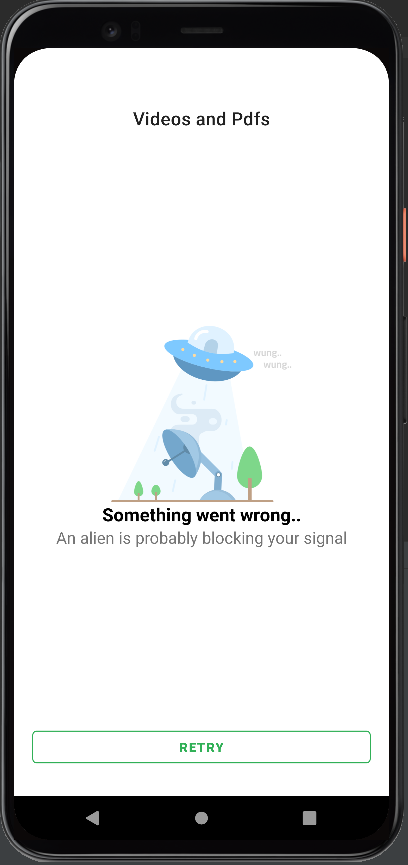 Videos and Pdfs
wung..
wung..
Something went wrong..
An alien is probably blocking your signal
RETRY